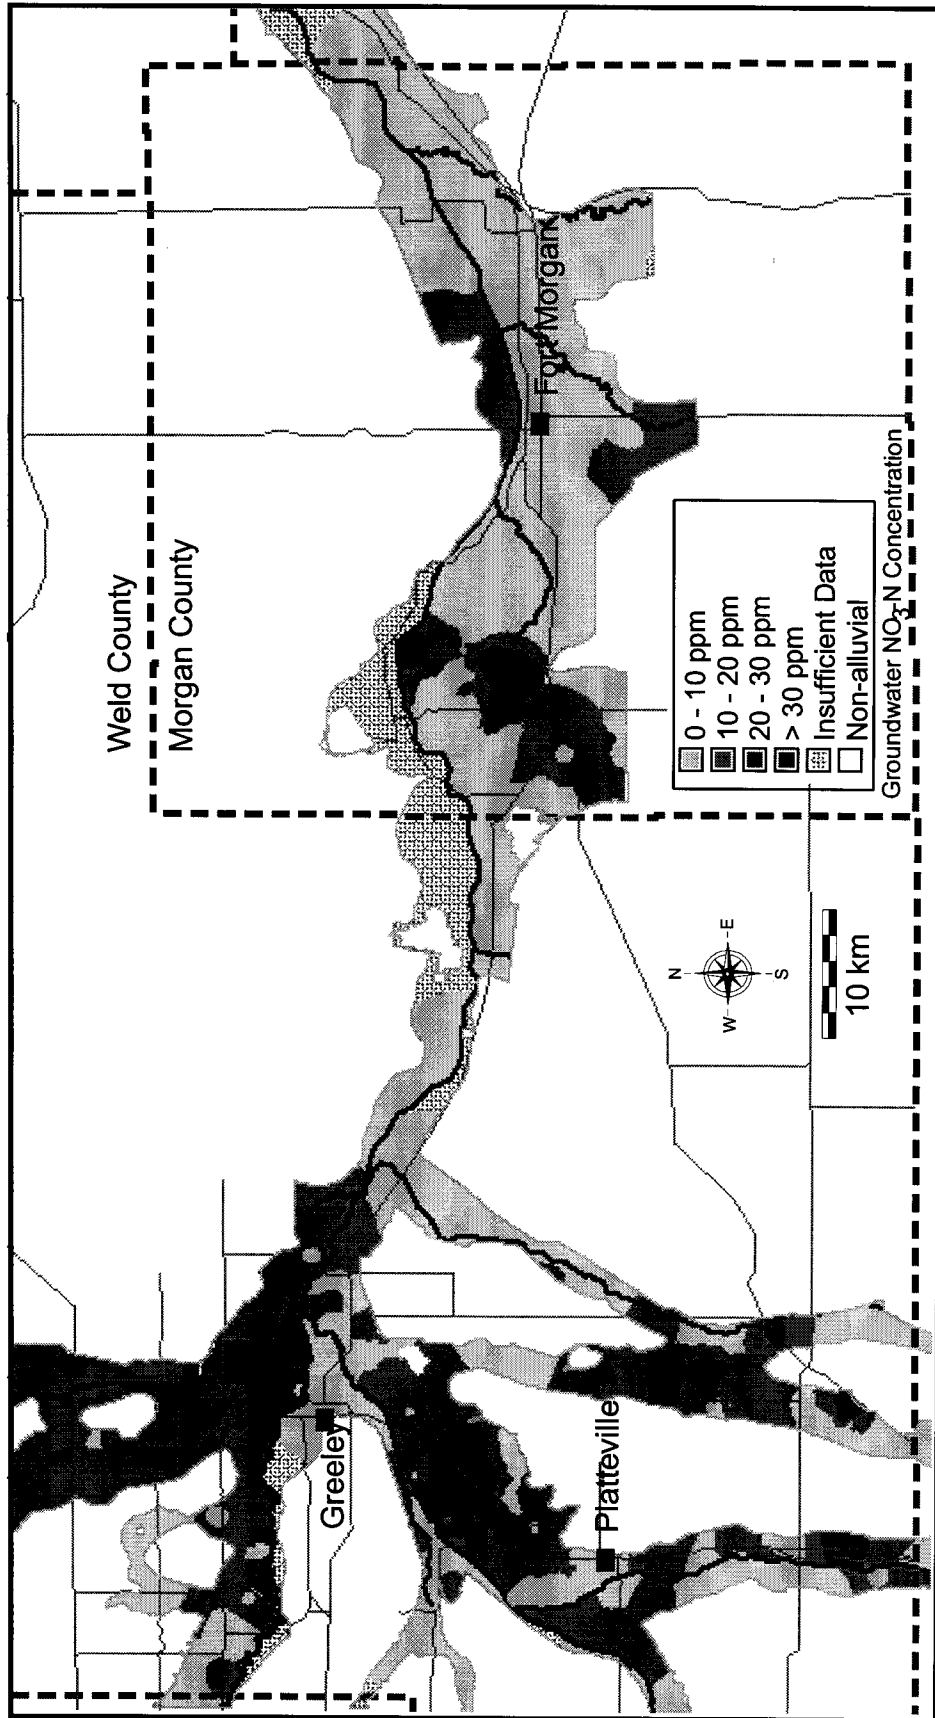 Weld County
Morgan County
Fort Morgan
Greeley
Platteville
0 - 10 ppm
10 - 20 ppm
20 - 30 ppm
> 30 ppm
Insufficient Data
Non-alluvial
Groundwater NO3-N Concentration
N
W
E
S
10 km